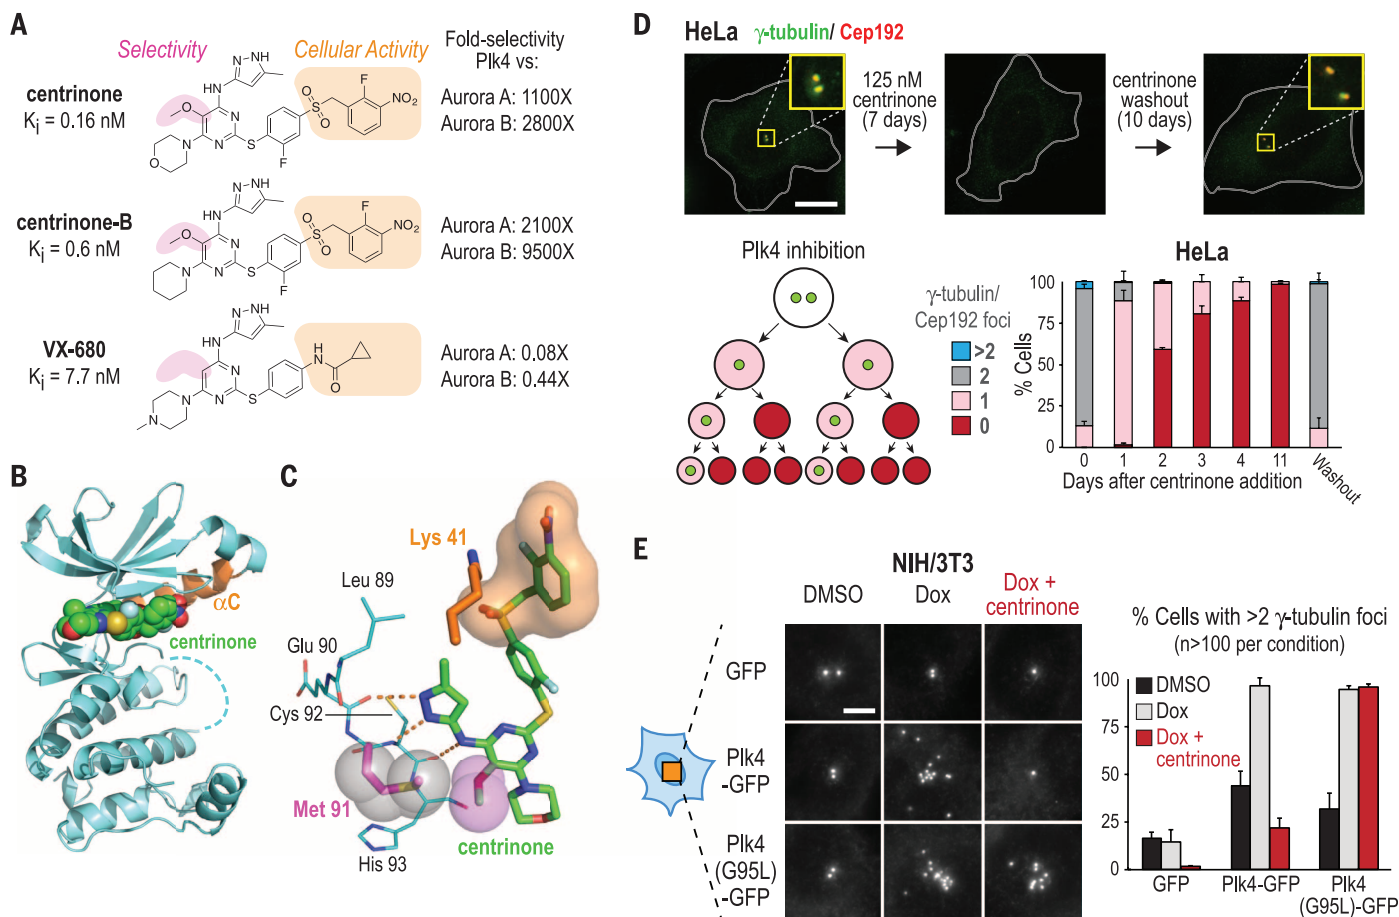 A
Selectivity
Cellular Activity
Fold-selectivity
Plk4 vs:
centrinone
Ki = 0.16 nM
Aurora A: 1100X
Aurora B: 2800X
N
NH
HN
O
N
N
N
O
S
F
O
S
O
F
NO2
centrinone-B
Ki = 0.6 nM
Aurora A: 2100X
Aurora B: 9500X
N
NH
HN
O
N
N
N
S
F
O
S
O
F
NO2
VX-680
Ki = 7.7 nM
Aurora A: 0.08X
Aurora B: 0.44X
N
NH
HN
N
N
N
N
S
H
N
O
B
αC
centrinone
C
Lys 41
Leu 89
Glu 90
Cys 92
Met 91
His 93
centrinone
D
HeLa γ-tubulin/ Cep192
125 nM
centrinone
(7 days)
centrinone
washout
(10 days)
Plk4 inhibition
γ-tubulin/
Cep192 foci
>2
2
1
0
HeLa
% Cells
100
75
50
25
0
0 1 2 3 4 11 Washout
Days after centrinone addition
E
NIH/3T3
DMSO
Dox
Dox +
centrinone
GFP
Plk4
-GFP
Plk4
(G95L)
-GFP
% Cells with >2 γ-tubulin foci
(n>100 per condition)
100
75
50
25
0
DMSO
Dox
Dox +
centrinone
GFP
Plk4-GFP
Plk4
(G95L)-GFP